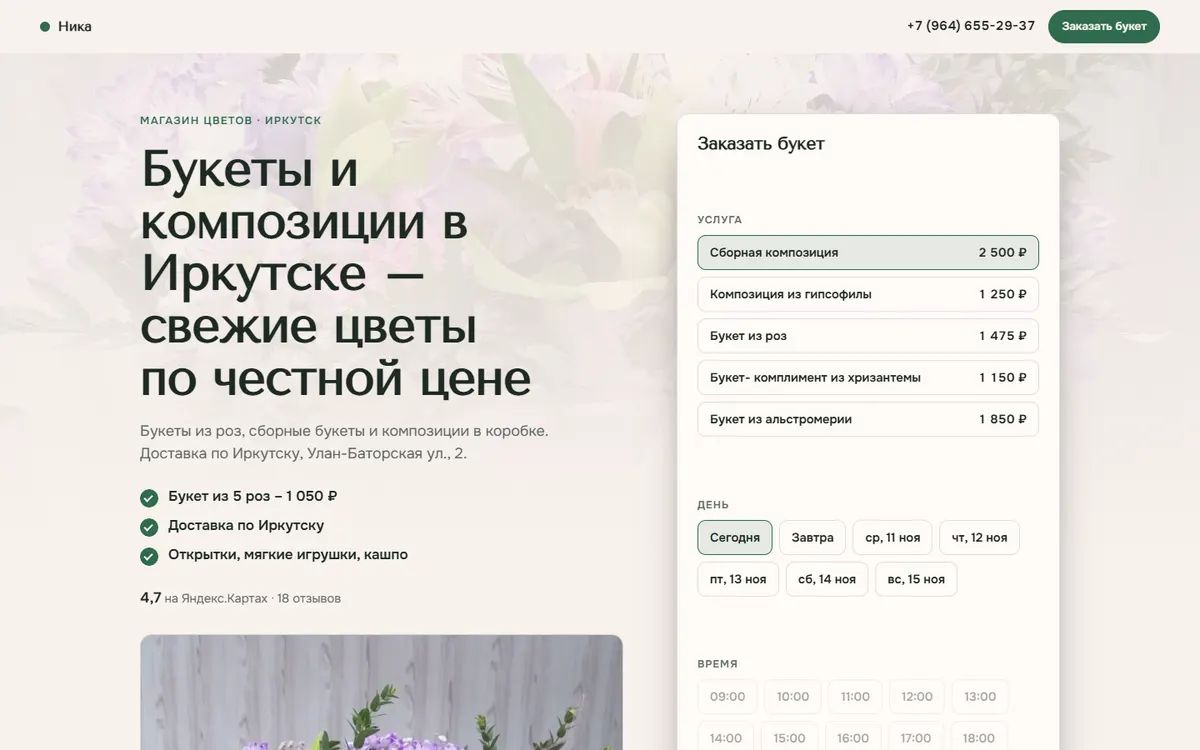 Ника
+7 (964) 655-29-37
Заказать букет
МАГАЗИН ЦВЕТОВ · ИРКУТСК
Букеты и
композиции в
Иркутске —
свежие цветы
по честной цене
Букеты из роз, сборные букеты и композиции в коробке.
Доставка по Иркутску, Улан-Баторская ул., 2.
Букет из 5 роз – 1 050 ₽
Доставка по Иркутску
Открытки, мягкие игрушки, кашпо
4,7 на Яндекс.Картах · 18 отзывов
Заказать букет
УСЛУГА
Сборная композиция 2 500 ₽
Композиция из гипсофилы 1 250 ₽
Букет из роз 1 475 ₽
Букет- комплимент из хризантемы 1 150 ₽
Букет из альстромерии 1 850 ₽
ДЕНЬ
Сегодня Завтра ср, 11 ноя чт, 12 ноя
пт, 13 ноя сб, 14 ноя вс, 15 ноя
ВРЕМЯ
09:00 10:00 11:00 12:00 13:00
14:00 15:00 16:00 17:00 18:00